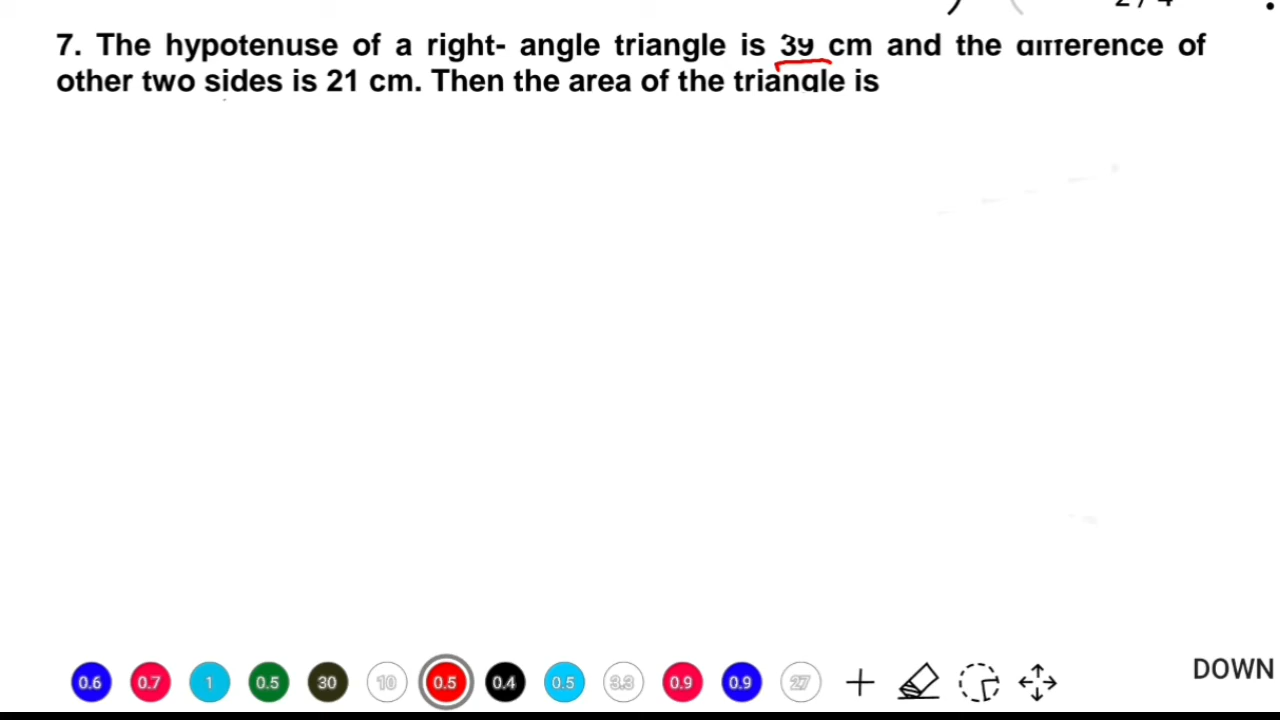 7. The hypotenuse of a right- angle triangle is 39 cm and the difference of
other two sides is 21 cm. Then the area of the triangle is
0.6 0.7 1 0.5 30 10 0.5 0.4 0.5 3.3 0.9 0.9 27
DOWN